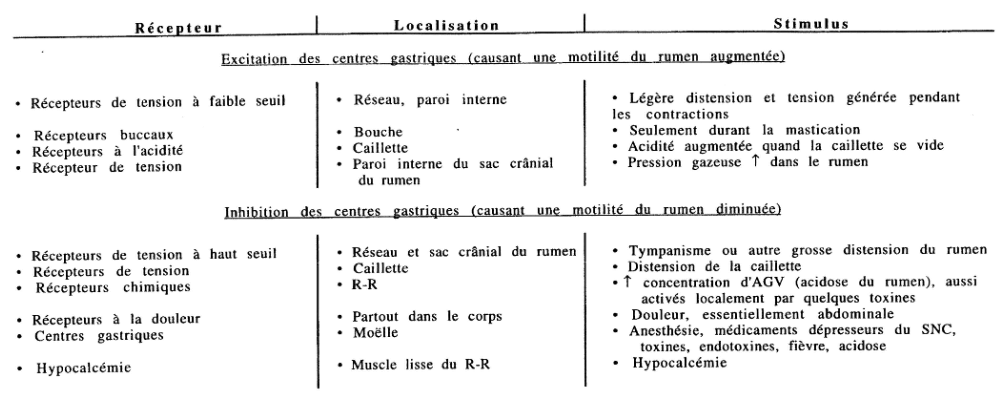 Récepteur Localisation Stimulus
Excitation des centres gastriques (causant une motilité du rumen augmentée)
• Récepteurs de tension à faible seuil • Réseau, paroi interne • Légère distension et tension générée pendant
les contractions
• Récepteurs buccaux • Bouche • Seulement durant la mastication
• Récepteurs à l'acidité • Caillette • Acidité augmentée quand la caillette se vide
• Récepteur de tension • Paroi interne du sac crânial • Pression gazeuse ↑ dans le rumen
du rumen
Inhibition des centres gastriques (causant une motilité du rumen diminuée)
• Récepteurs de tension à haut seuil • Réseau et sac crânial du rumen • Tympanisme ou autre grosse distension du rumen
• Récepteurs de tension • Caillette • Distension de la caillette
• Récepteurs chimiques • R-R • ↑ concentration d'AGV (acidose du rumen), aussi
activés localement par quelques toxines
• Récepteurs à la douleur • Partout dans le corps • Douleur, essentiellement abdominale
• Centres gastriques • Moëlle • Anesthésie, médicaments dépresseurs du SNC,
toxines, endotoxines, fièvre, acidose
• Hypocalcémie • Muscle lisse du R-R • Hypocalcémie